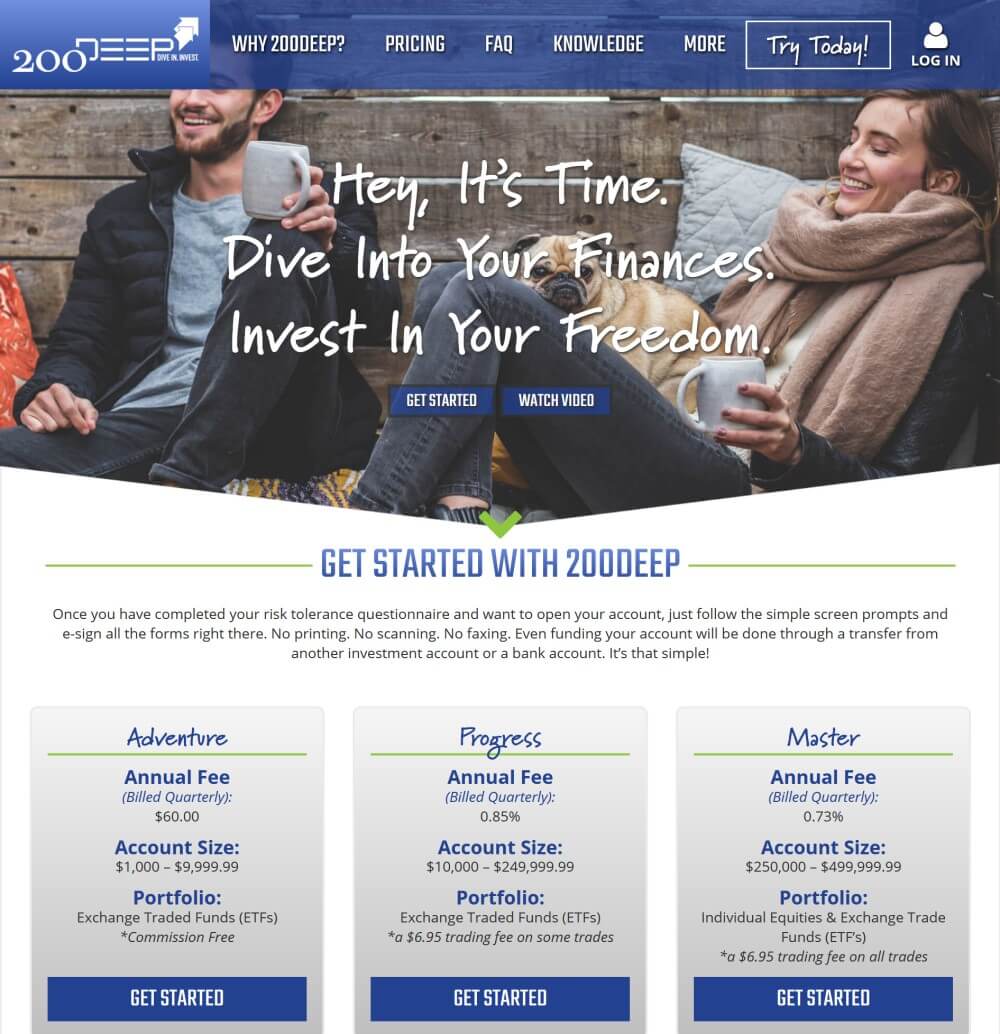 200DEEP
DIVE IN. INVEST.
WHY 200DEEP?
PRICING
FAQ
KNOWLEDGE
MORE
Try Today!
LOG IN
Hey, It's Time.
Dive Into Your Finances.
Invest In Your Freedom.
GET STARTED
WATCH VIDEO
GET STARTED WITH 200DEEP
Once you have completed your risk tolerance questionnaire and want to open your account, just follow the simple screen prompts and
e-sign all the forms right there. No printing. No scanning. No faxing. Even funding your account will be done through a transfer from
another investment account or a bank account. It’s that simple!
Adventure
Annual Fee
(Billed Quarterly):
$60.00
Account Size:
$1,000 – $9,999.99
Portfolio:
Exchange Traded Funds (ETFs)
*Commission Free
GET STARTED
Progress
Annual Fee
(Billed Quarterly):
0.85%
Account Size:
$10,000 – $249,999.99
Portfolio:
Exchange Traded Funds (ETFs)
*a $6.95 trading fee on some trades
GET STARTED
Master
Annual Fee
(Billed Quarterly):
0.73%
Account Size:
$250,000 – $499,999.99
Portfolio:
Individual Equities & Exchange Trade
Funds (ETF’s)
*a $6.95 trading fee on all trades
GET STARTED